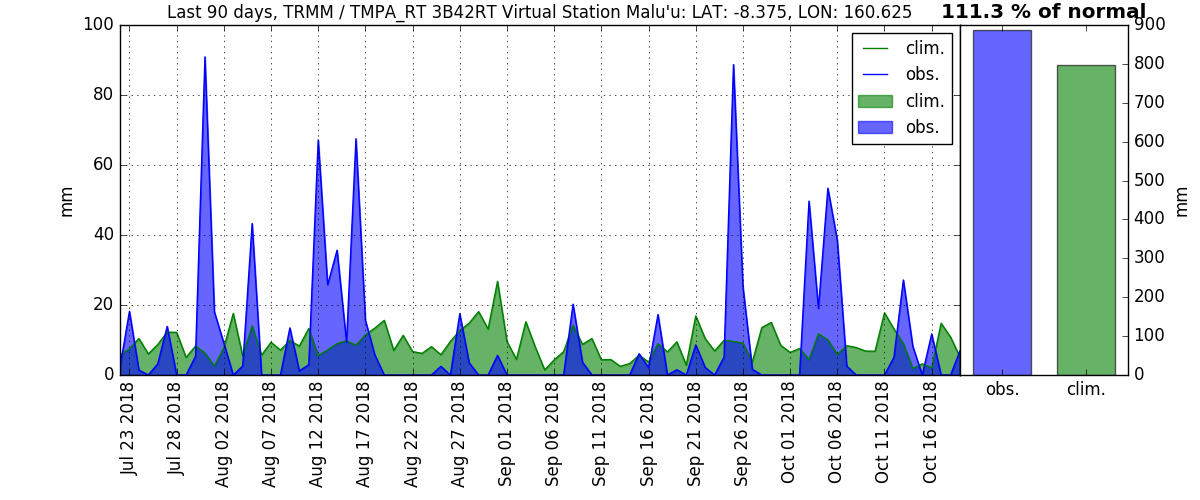 Last 90 days, TRMM / TMPA_RT 3B42RT Virtual Station Malu'u: LAT: -8.375, LON: 160.625
111.3 % of normal
100
80
60
40
20
0
mm
clim.
obs.
clim.
obs.
900
800
700
600
500
400
300
200
100
0
mm
Jul 23 2018
Jul 28 2018
Aug 02 2018
Aug 07 2018
Aug 12 2018
Aug 17 2018
Aug 22 2018
Aug 27 2018
Sep 01 2018
Sep 06 2018
Sep 11 2018
Sep 16 2018
Sep 21 2018
Sep 26 2018
Oct 01 2018
Oct 06 2018
Oct 11 2018
Oct 16 2018
obs.
clim.